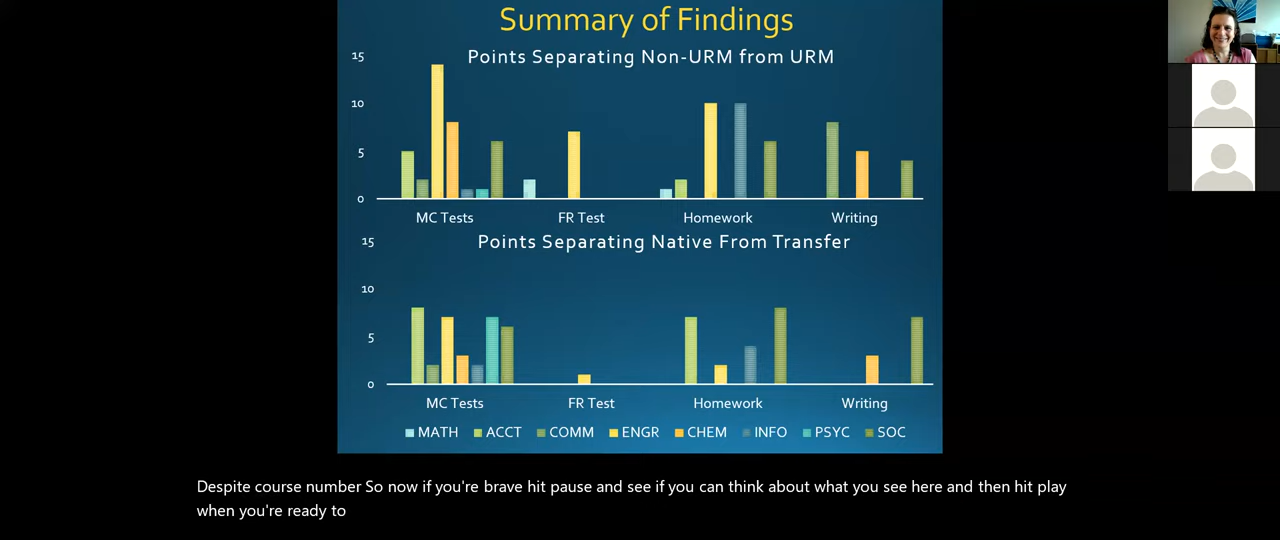 Summary of Findings
Points Separating Non-URM from URM
15
10
5
0
MC Tests FR Test Homework Writing
Points Separating Native From Transfer
15
10
5
0
MC Tests FR Test Homework Writing
MATH ACCT COMM ENGR CHEM INFO PSYC SOC
Despite course number So now if you're brave hit pause and see if you can think about what you see here and then hit play
when you're ready to